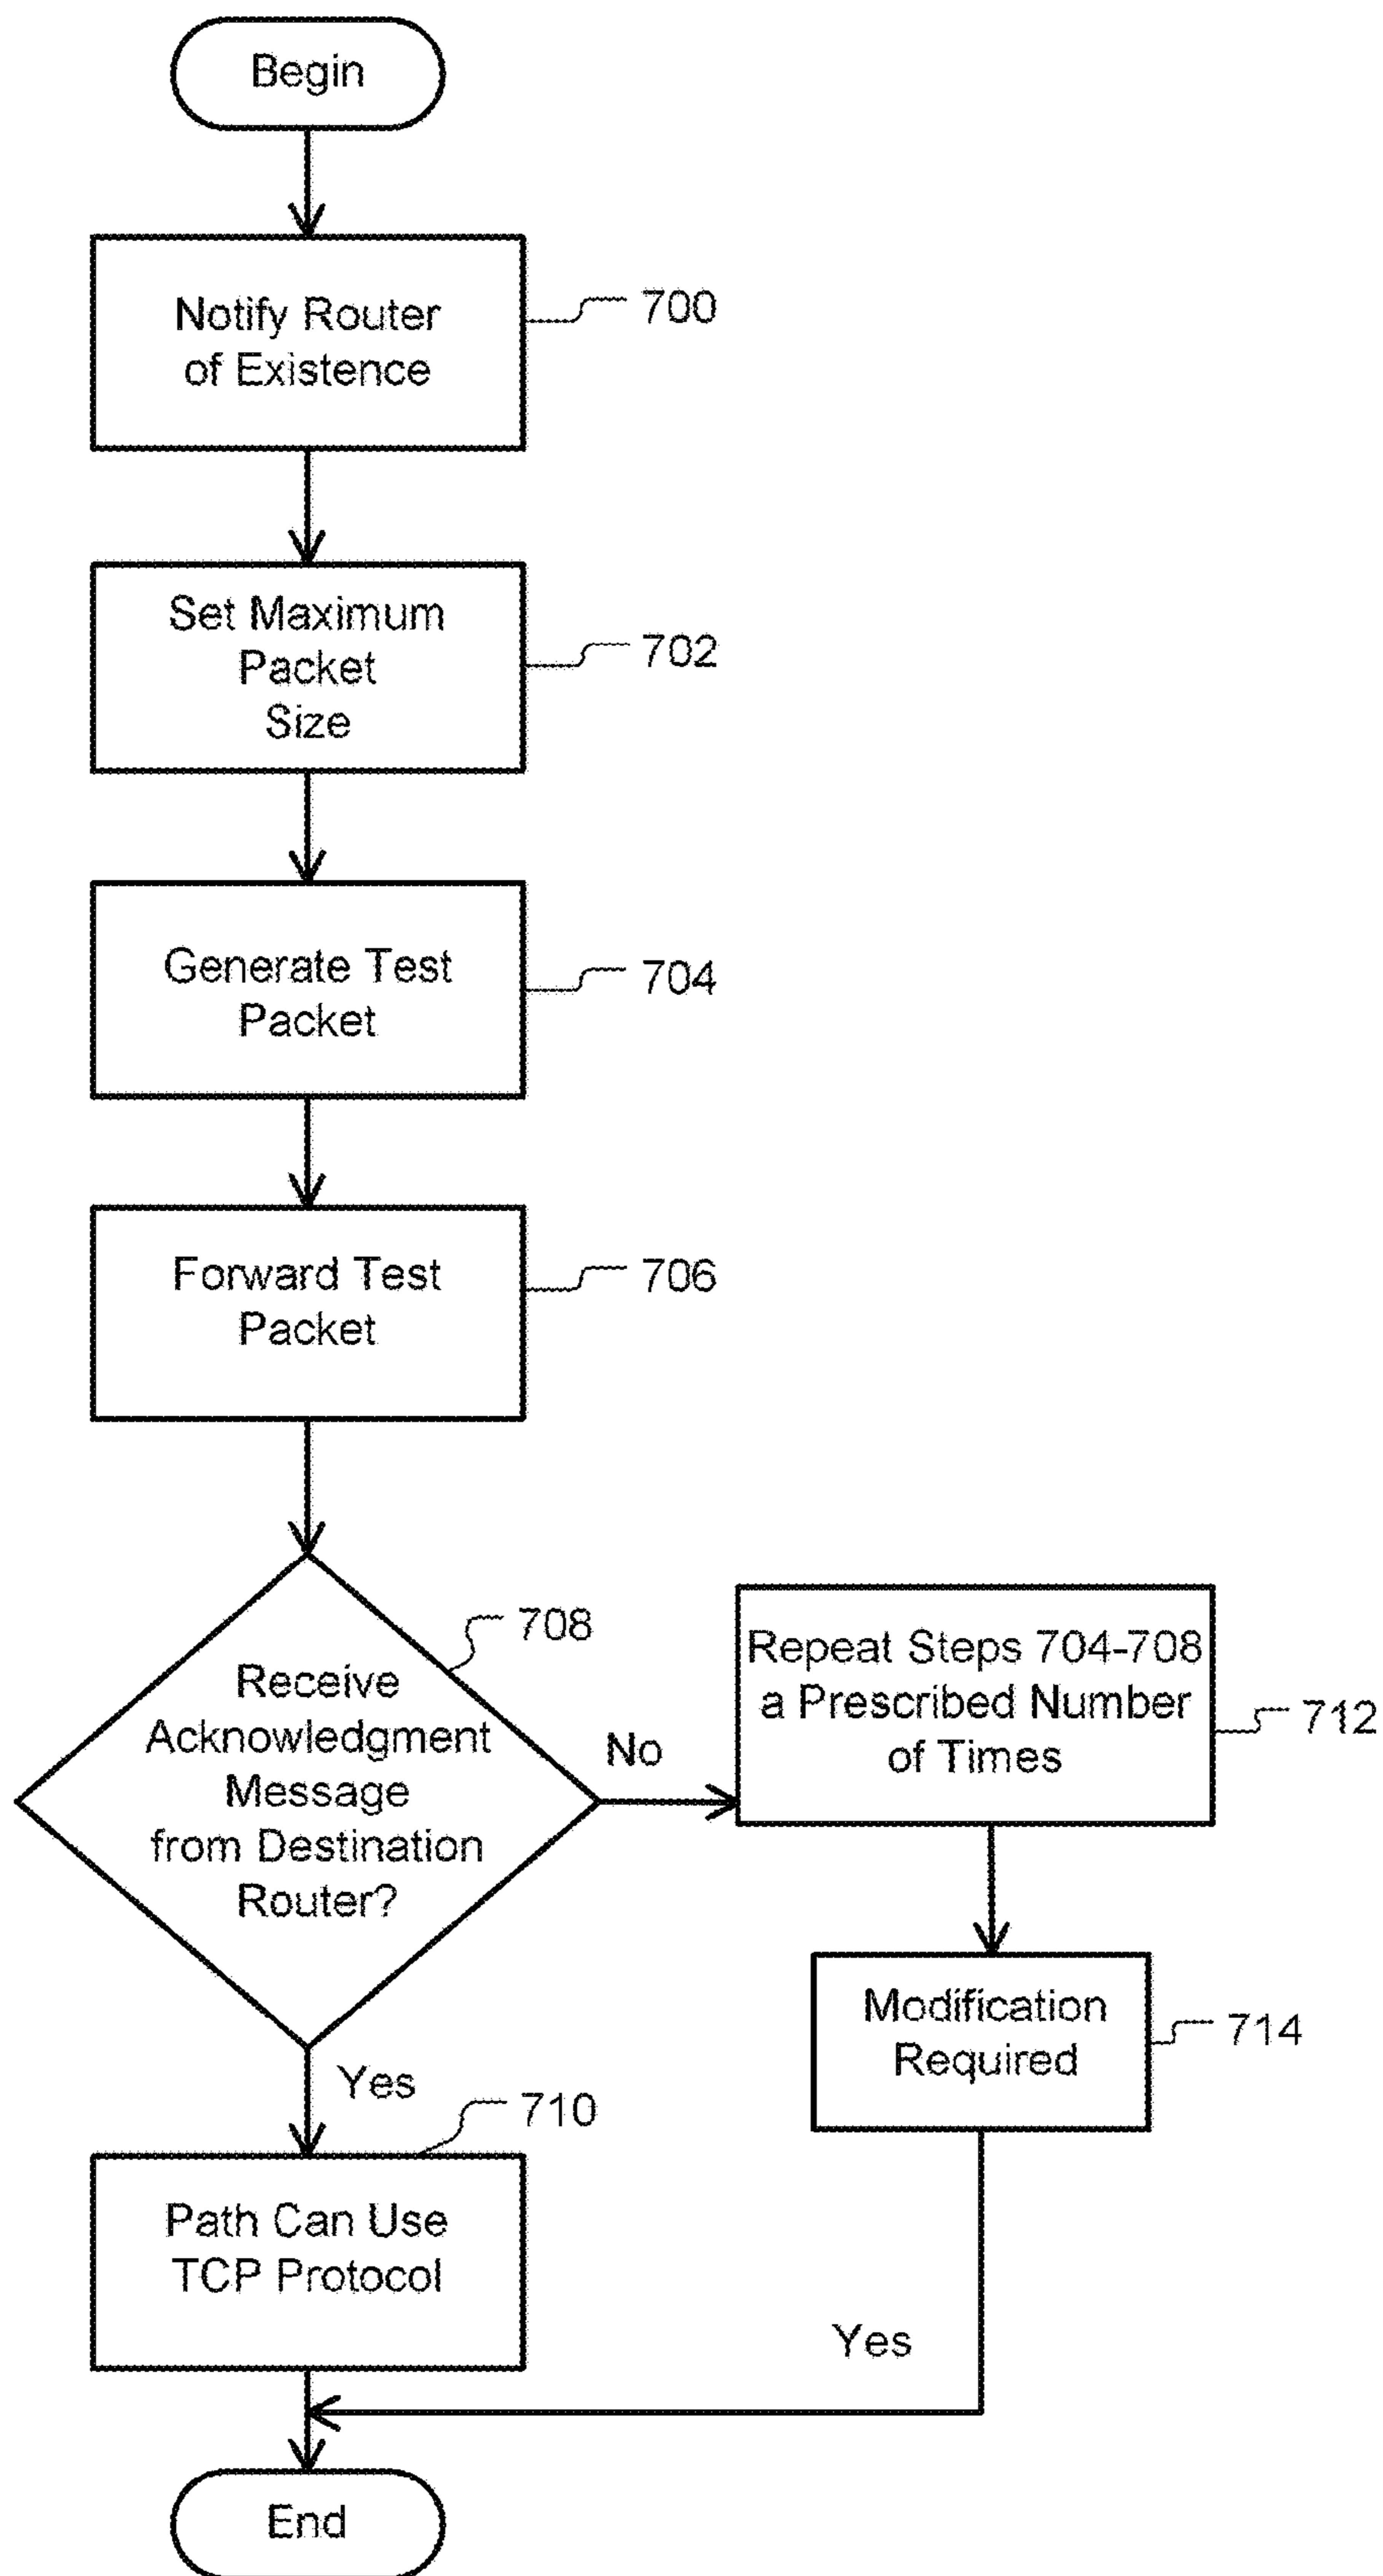 Begin
Notify Router
of Existence
700
Set Maximum
Packet
Size
702
Generate Test
Packet
704
Forward Test
Packet
706
708
Receive
Acknowledgment
Message
from Destination
Router?
No
Repeat Steps 704-708
a Prescribed Number
of Times
712
Modification
Required
714
Yes
710
Path Can Use
TCP Protocol
Yes
End